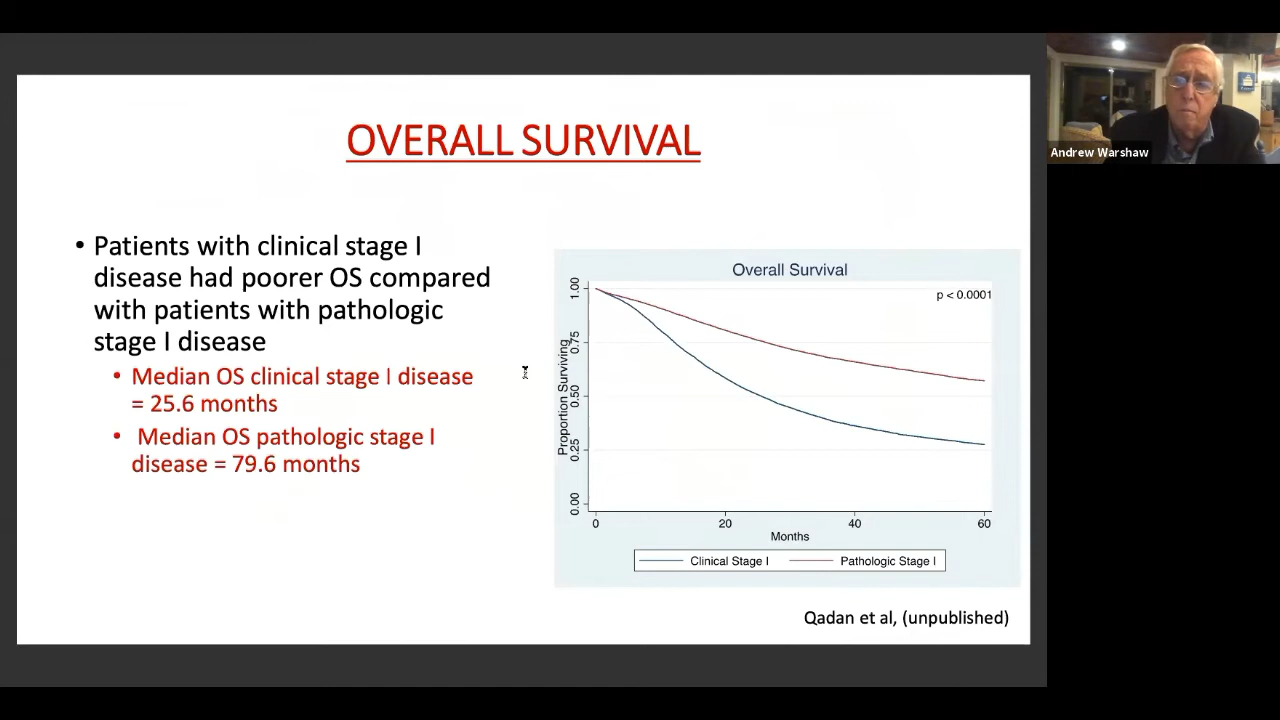 OVERALL SURVIVAL
• Patients with clinical stage I
disease had poorer OS compared
with patients with pathologic
stage I disease
• Median OS clinical stage I disease
= 25.6 months
• Median OS pathologic stage I
disease = 79.6 months
Overall Survival
p < 0.0001
Proportion Surviving
1.00
0.75
0.50
0.25
0.00
0 20 40 60
Months
Clinical Stage I Pathologic Stage I
Qadan et al, (unpublished)
Andrew Warshaw